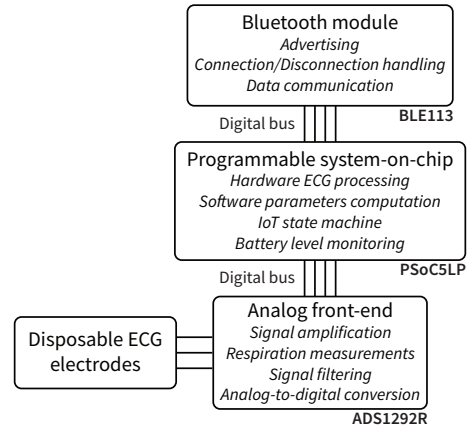 Bluetooth module
Advertising
Connection/Disconnection handling
Data communication
BLE113
Digital bus
Programmable system-on-chip
Hardware ECG processing
Software parameters computation
IoT state machine
Battery level monitoring
PSoC5LP
Digital bus
Analog front-end
Signal amplification
Respiration measurements
Signal filtering
Analog-to-digital conversion
ADS1292R
Disposable ECG
electrodes